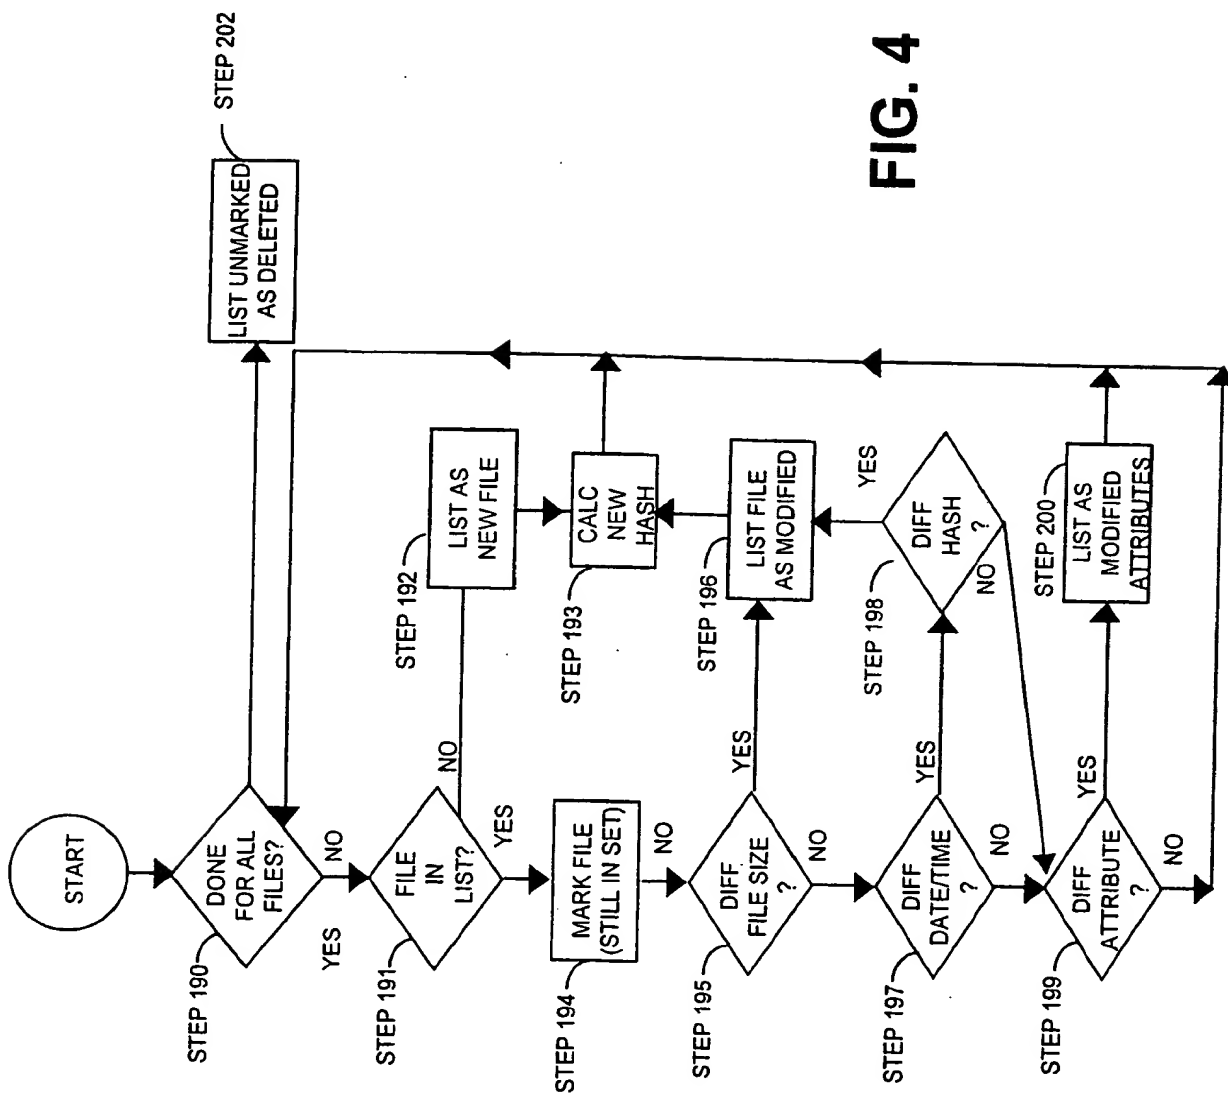 START
STEP 190
DONE
FOR ALL
FILES?
YES
NO
LIST UNMARKED
AS DELETED
STEP 202
STEP 191
FILE
IN
LIST?
NO
YES
STEP 192
LIST AS
NEW FILE
STEP 194
MARK FILE
(STILL IN SET)
NO
STEP 193
CALC
NEW
HASH
STEP 195
DIFF
FILE SIZE
?
YES
NO
STEP 196
LIST FILE
AS MODIFIED
STEP 197
DIFF
DATE/TIME
?
YES
NO
STEP 198
DIFF
HASH
?
YES
NO
STEP 199
DIFF
ATTRIBUTE
?
YES
NO
STEP 200
LIST AS
MODIFIED
ATTRIBUTES
FIG. 4